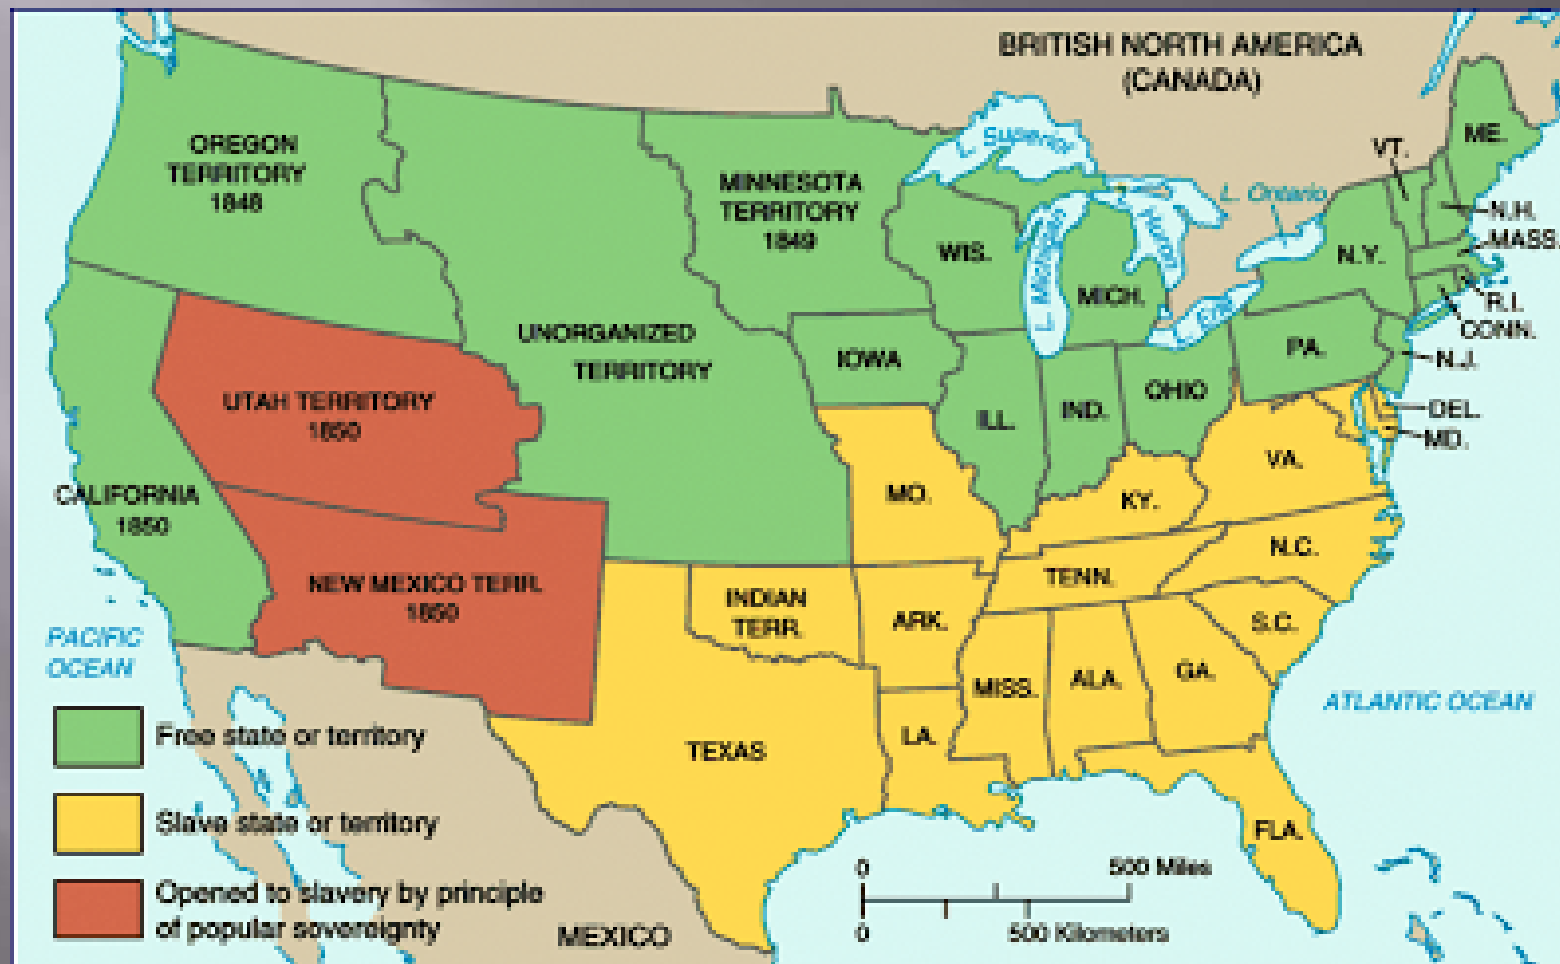 BRITISH NORTH AMERICA
(CANADA)
OREGON
TERRITORY
1848
MINNESOTA
TERRITORY
1849
L. Superior
L. Michigan
Huron
L. Ontario
Erie
VT.
ME.
N.H.
MASS.
N.Y.
R.I.
CONN.
N.J.
PA.
DEL.
MD.
WIS.
MICH.
UNORGANIZED
TERRITORY
IOWA
ILL.
IND.
OHIO
UTAH TERRITORY
1850
CALIFORNIA
1850
MO.
KY.
VA.
NEW MEXICO TERR.
1850
INDIAN
TERR.
ARK.
TENN.
N.C.
S.C.
PACIFIC
OCEAN
MISS.
ALA.
GA.
ATLANTIC OCEAN
TEXAS
LA.
FLA.
Free state or territory
Slave state or territory
Opened to slavery by principle
of popular sovereignty
MEXICO
0 500 Miles
0 500 Kilometers